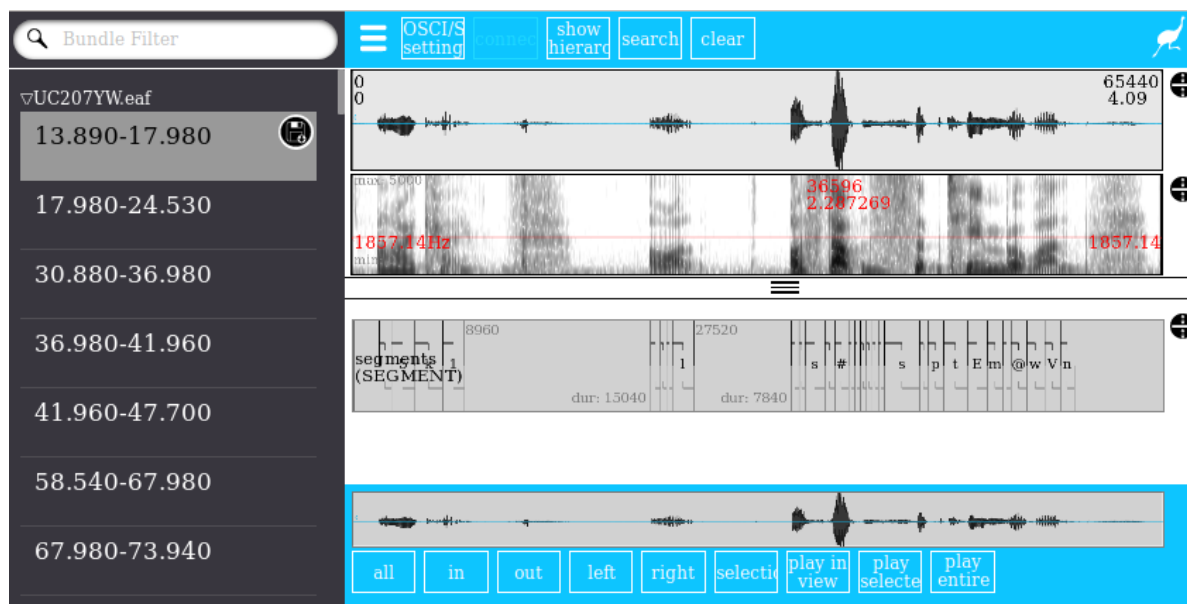 Bundle Filter
▽UC207YW.eaf
13.890-17.980
17.980-24.530
30.880-36.980
36.980-41.960
41.960-47.700
58.540-67.980
67.980-73.940
OSCI/S
setting
connec
show
hierarc
search
clear
0
0
65440
4.09
max: 5000
36596
2.287269
1857.14Hz
1857.14
min
8960
27520
segments
(SEGMENT)
l
s # s p t E m @ w V n
dur: 15040
dur: 7840
all
in
out
left
right
selectio
play in
view
play
selecte
play
entire